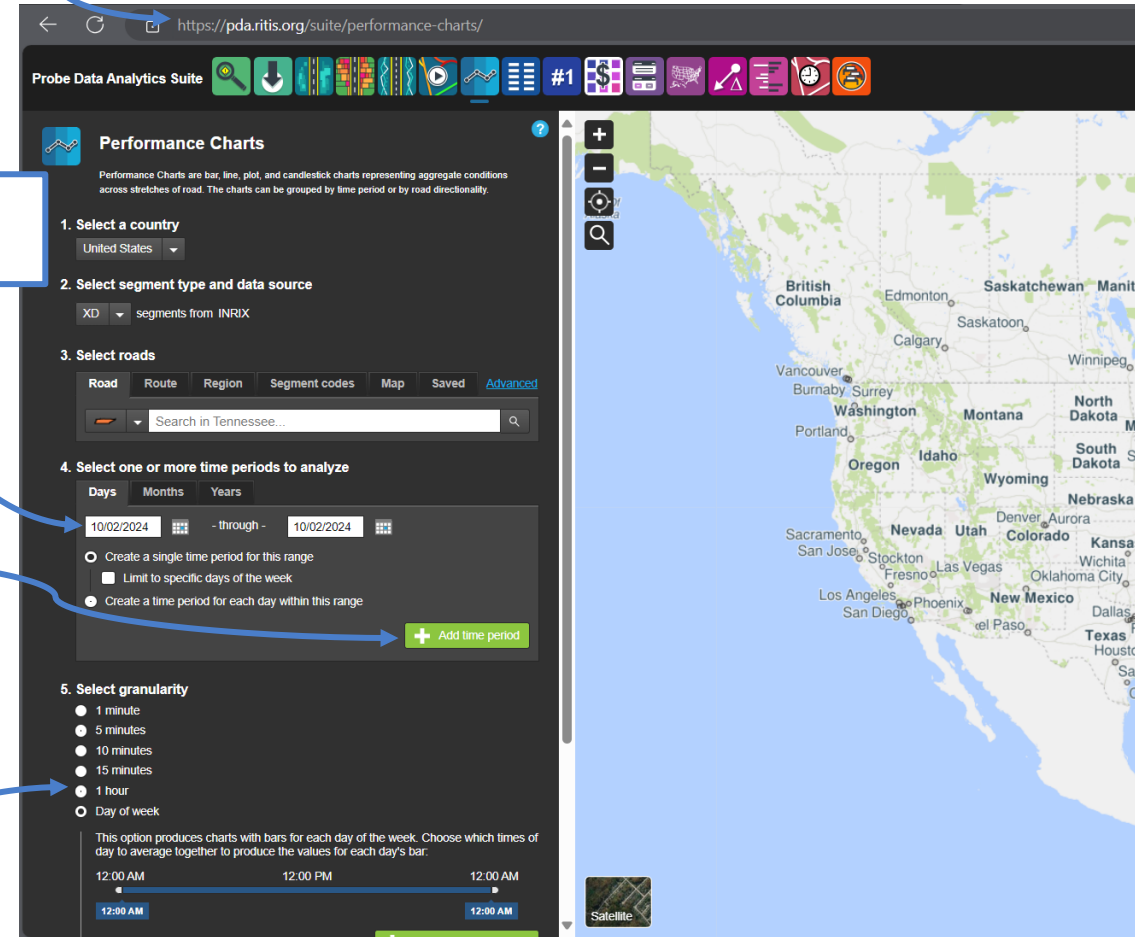 https://pda.ritis.org/suite/performance-charts/
Probe Data Analytics Suite
#1
$
Performance Charts
?
Performance Charts are bar, line, plot, and candlestick charts representing aggregate conditions
across stretches of road. The charts can be grouped by time period or by road directionality.
1. Select a country
United States
2. Select segment type and data source
XD segments from INRIX
3. Select roads
Road Route Region Segment codes Map Saved Advanced
Search in Tennessee...
4. Select one or more time periods to analyze
Days Months Years
10/02/2024 - through - 10/02/2024
Create a single time period for this range
Limit to specific days of the week
Create a time period for each day within this range
Add time period
5. Select granularity
1 minute
5 minutes
10 minutes
15 minutes
1 hour
Day of week
This option produces charts with bars for each day of the week. Choose which times of
day to average together to produce the values for each day's bar:
12:00 AM 12:00 PM 12:00 AM
12:00 AM 12:00 AM
+
−
British
Columbia
Edmonton
Saskatchewan
Manit
Saskatoon
Calgary
Winnipeg
Vancouver
Burnaby Surrey
Washington
Montana
North
Dakota
Portland
Oregon
Idaho
South
Dakota
Wyoming
Nebraska
Denver Aurora
Sacramento
Nevada Utah Colorado
Kansa
San Jose
Stockton
Wichita
Fresno
Las Vegas
Oklahoma City
Los Angeles
Phoenix
New Mexico
San Diego
Dallas
el Paso
Texas
Housto
Sa
Satellite